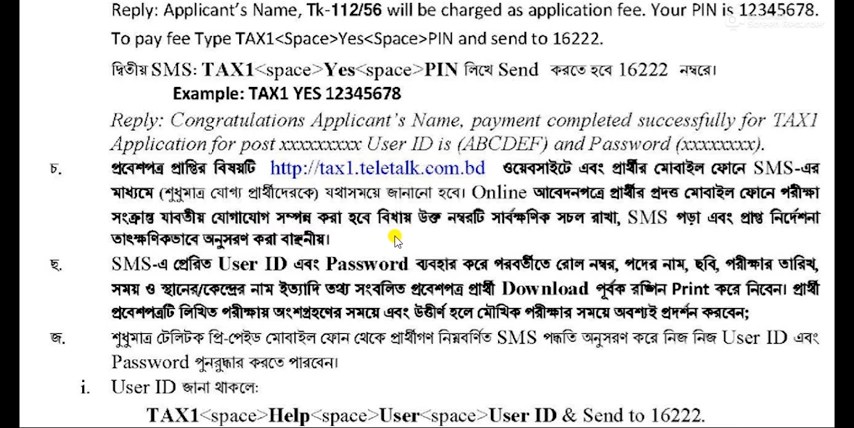 Reply: Applicant's Name, Tk-112/56 will be charged as application fee. Your PIN is 12345678.
To pay fee Type TAX1<Space>Yes<Space>PIN and send to 16222.
দ্বিতীয় SMS: TAX1<space>Yes<space>PIN লিখে Send করতে হবে 16222 নম্বরে।
Example: TAX1 YES 12345678
Reply: Congratulations Applicant's Name, payment completed successfully for TAX1
Application for post xxxxxxxxxx User ID is (ABCDEF) and Password (xxxxxxxx).
চ. প্রবেশপত্র প্রাপ্তির বিষয়টি http://tax1.teletalk.com.bd ওয়েবসাইটে এবং প্রার্থীর মোবাইল ফোনে SMS-এর
মাধ্যমে (শুধুমাত্র যোগ্য প্রার্থীদেরকে) যথাসময়ে জানানো হবে। Online আবেদনপত্রে প্রার্থীর প্রদত্ত মোবাইল ফোনে পরীক্ষা
সংক্রান্ত যাবতীয় যোগাযোগ সম্পন্ন করা হবে বিধায় উক্ত নম্বরটি সার্বক্ষণিক সচল রাখা, SMS পড়া এবং প্রাপ্ত নির্দেশনা
তাৎক্ষণিকভাবে অনুসরণ করা বাঞ্ছনীয়।
ছ. SMS-এ প্রেরিত User ID এবং Password ব্যবহার করে পরবর্তীতে রোল নম্বর, পদের নাম, ছবি, পরীক্ষার তারিখ,
সময় ও স্থানের/কেন্দ্রের নাম ইত্যাদি তথ্য সংবলিত প্রবেশপত্র প্রার্থী Download পূর্বক রঙ্গিন Print করে নিবেন। প্রার্থী
প্রবেশপত্রটি লিখিত পরীক্ষায় অংশগ্রহণের সময়ে এবং উত্তীর্ণ হলে মৌখিক পরীক্ষার সময়ে অবশ্যই প্রদর্শন করবেন;
জ. শুধুমাত্র টেলিটক প্রি-পেইড মোবাইল ফোন থেকে প্রার্থীগণ নিম্নবর্ণিত SMS পদ্ধতি অনুসরণ করে নিজ নিজ User ID এবং
Password পুনরুদ্ধার করতে পারবেন।
i. User ID জানা থাকলে:
TAX1<space>Help<space>User<space>User ID & Send to 16222.